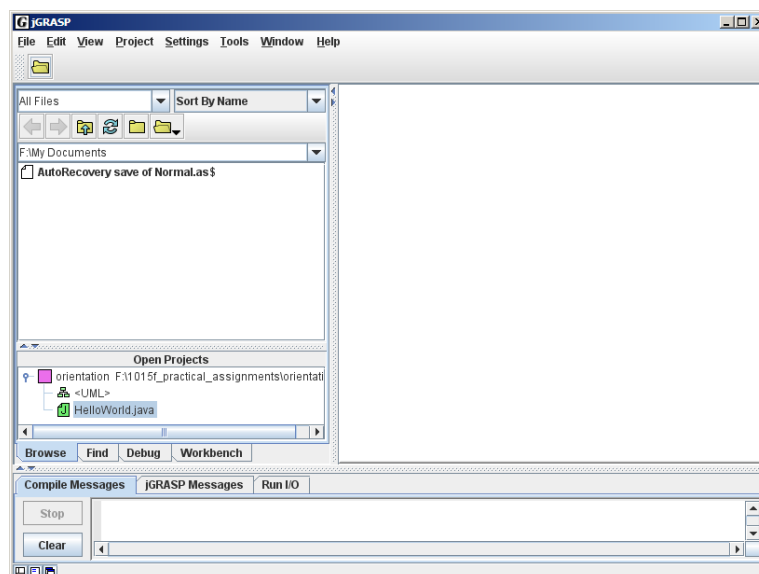 jGRASP
File Edit View Project Settings Tools Window Help
All Files Sort By Name
F:\My Documents
AutoRecovery save of Normal.as$
Open Projects
orientation F:\1015f_practical_assignments\orientati
<UML>
HelloWorld.java
Browse Find Debug Workbench
Compile Messages jGRASP Messages Run I/O
Stop
Clear